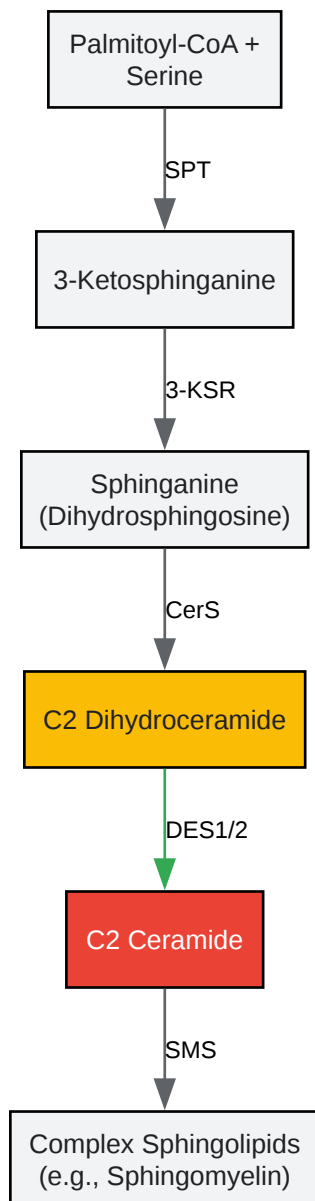 Palmitoyl-CoA +
Serine
SPT
3-Ketosphinganine
3-KSR
Sphinganine
(Dihydrosphingosine)
CerS
C2 Dihydroceramide
DES1/2
C2 Ceramide
SMS
Complex Sphingolipids
(e.g., Sphingomyelin)